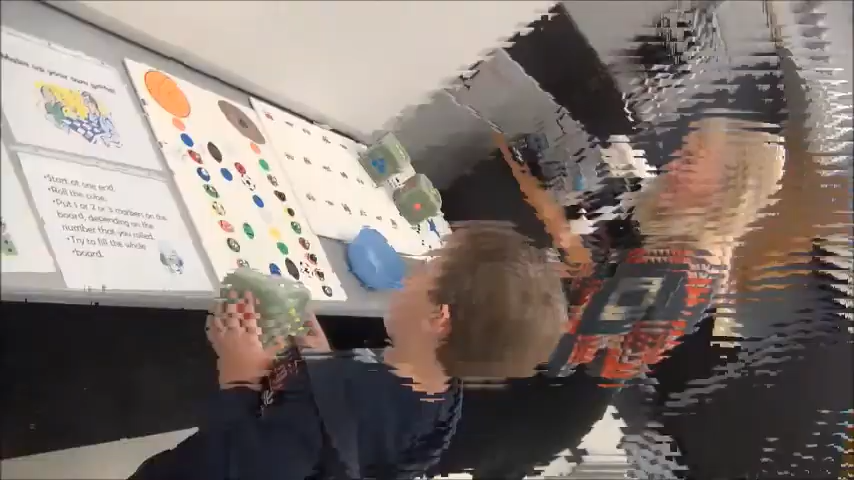 Make up your own game!
•Start at one end.
•Roll the cube.
•Put 1 or 2 or 3 markers on the
board, depending on the
number that you rolled.
•Try to fill the whole
•board.